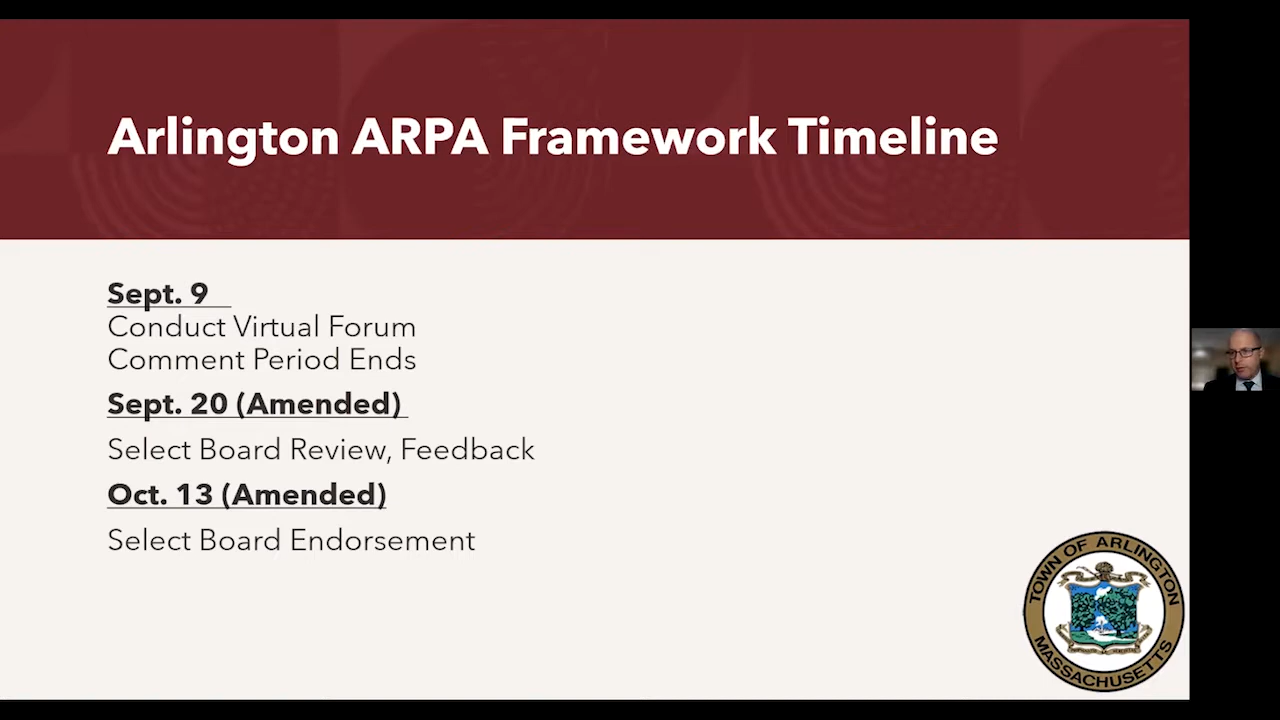 Arlington ARPA Framework Timeline
Sept. 9
Conduct Virtual Forum
Comment Period Ends
Sept. 20 (Amended)
Select Board Review, Feedback
Oct. 13 (Amended)
Select Board Endorsement
TOWN OF ARLINGTON
MASSACHUSETTS